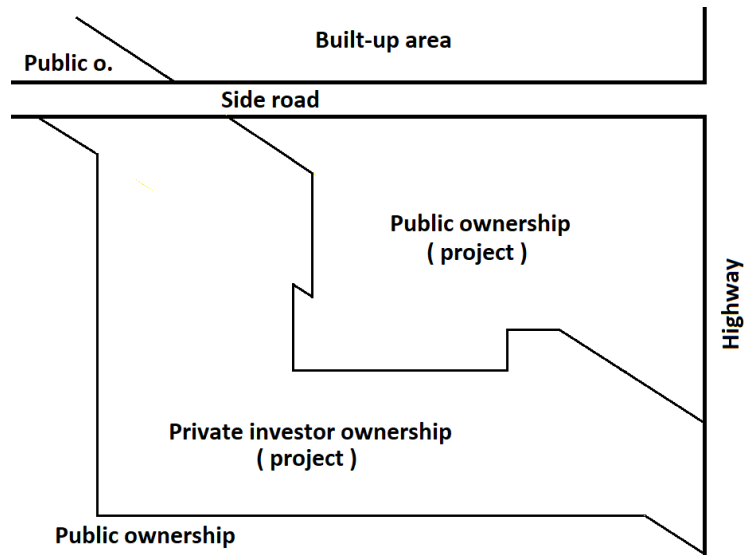 Built-up area
Public o.
Side road
Public ownership
( project )
Highway
Private investor ownership
( project )
Public ownership